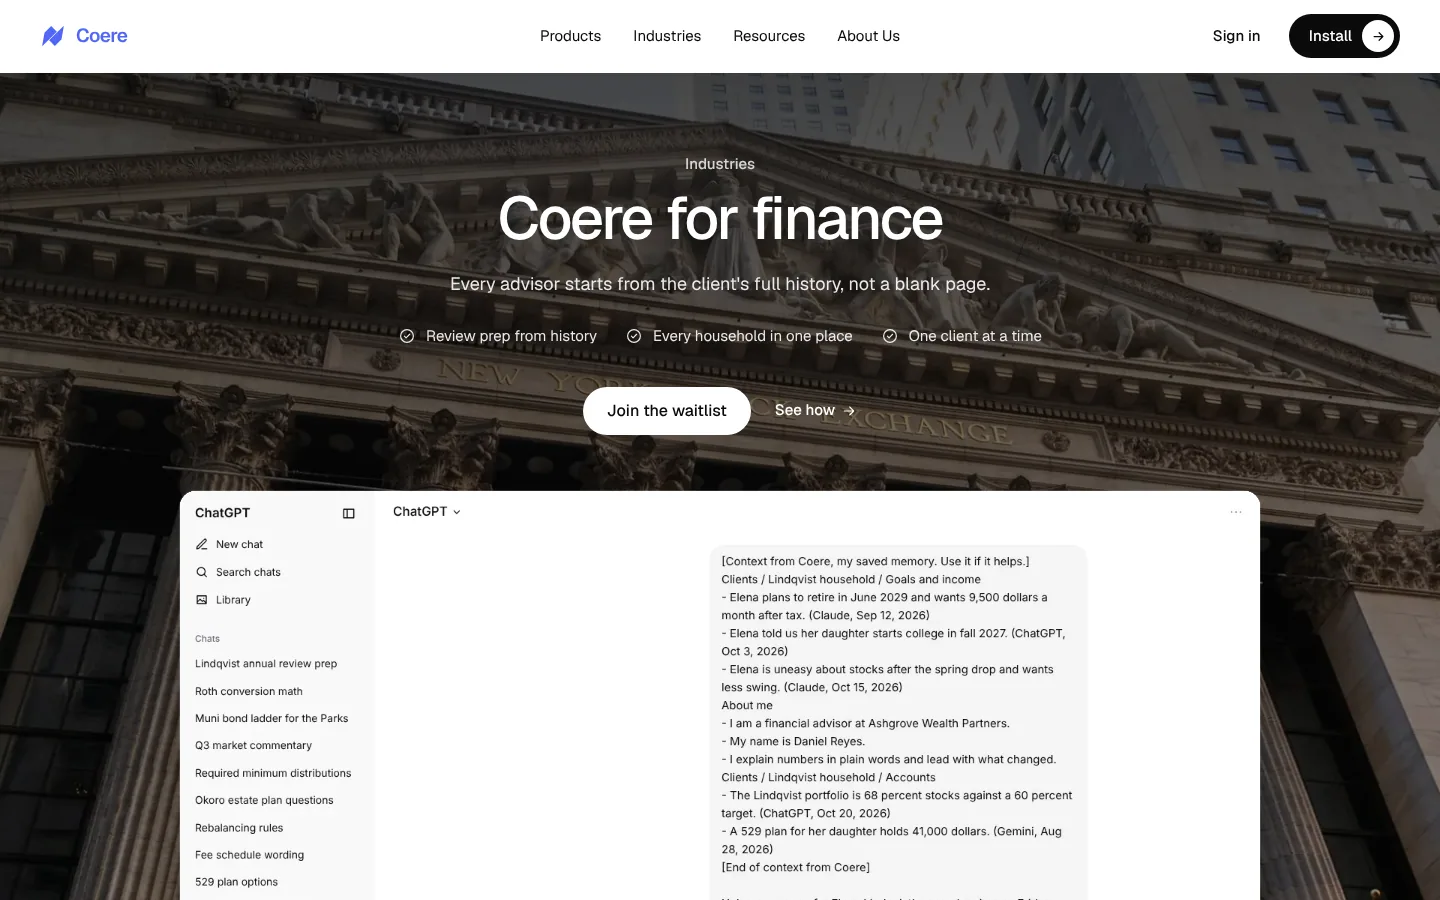 Coere
Products
Industries
Resources
About Us
Sign in
Install
Industries
Coere for finance
Every advisor starts from the client's full history, not a blank page.
Review prep from history
Every household in one place
One client at a time
NEW YORK
EXCHANGE
Join the waitlist
See how
ChatGPT
New chat
Search chats
Library
Chats
Lindqvist annual review prep
Roth conversion math
Muni bond ladder for the Parks
Q3 market commentary
Required minimum distributions
Okoro estate plan questions
Rebalancing rules
Fee schedule wording
529 plan options
ChatGPT
[Context from Coere, my saved memory. Use it if it helps.]
Clients / Lindqvist household / Goals and income
- Elena plans to retire in June 2029 and wants 9,500 dollars a
month after tax. (Claude, Sep 12, 2026)
- Elena told us her daughter starts college in fall 2027. (ChatGPT,
Oct 3, 2026)
- Elena is uneasy about stocks after the spring drop and wants
less swing. (Claude, Oct 15, 2026)
About me
- I am a financial advisor at Ashgrove Wealth Partners.
- My name is Daniel Reyes.
- I explain numbers in plain words and lead with what changed.
Clients / Lindqvist household / Accounts
- The Lindqvist portfolio is 68 percent stocks against a 60 percent
target. (ChatGPT, Oct 20, 2026)
- A 529 plan for her daughter holds 41,000 dollars. (Gemini, Aug
28, 2026)
[End of context from Coere]